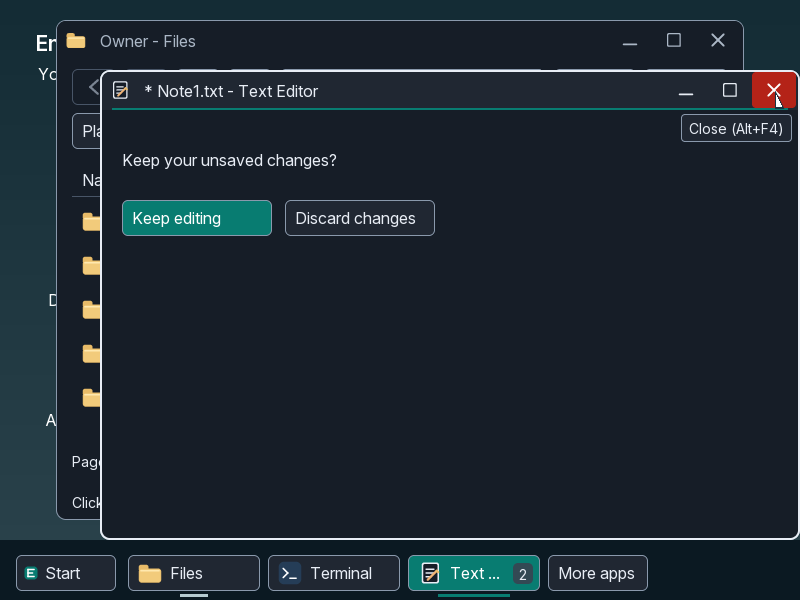 Owner - Files
* Note1.txt - Text Editor
Close (Alt+F4)
Keep your unsaved changes?
Keep editing
Discard changes
Click
Start
Files
Terminal
Text ...
2
More apps